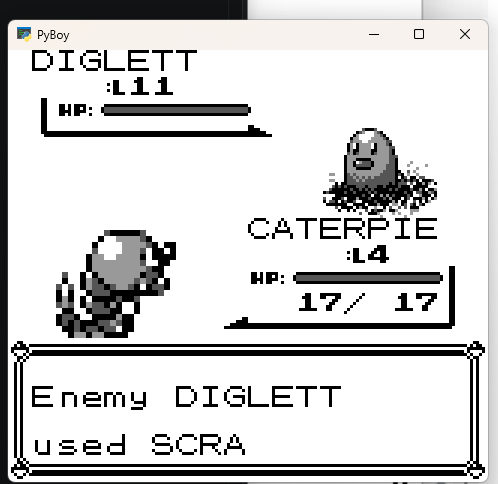 PyBoy
DIGLETT
:L11
HP:
CATERPIE
:L4
HP:
17/ 17
Enemy DIGLETT
used SCRA